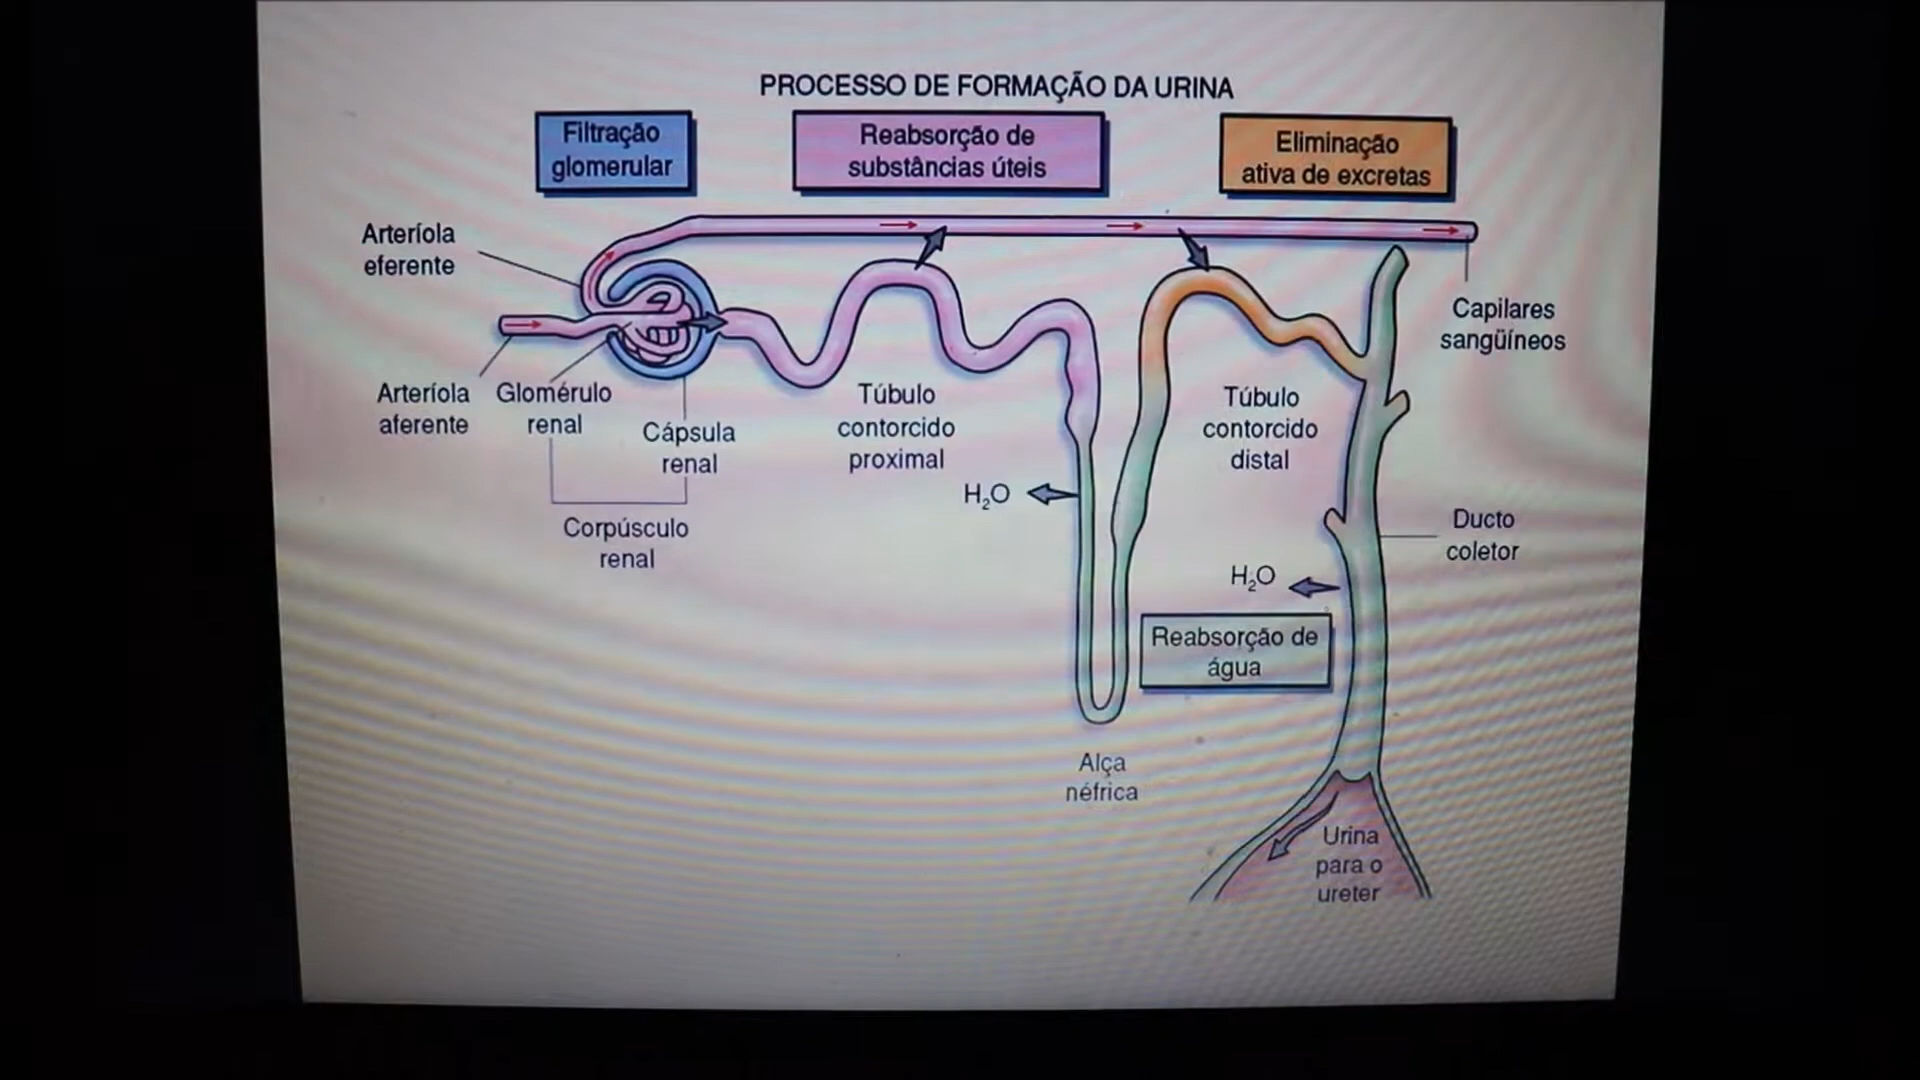 PROCESSO DE FORMAÇÃO DA URINA
Filtração
glomerular
Reabsorção de
substâncias úteis
Eliminação
ativa de excretas
Arteríola
eferente
Capilares
sangüíneos
Arteríola
aferente
Glomérulo
renal
Cápsula
renal
Túbulo
contorcido
proximal
Túbulo
contorcido
distal
H₂O
Corpúsculo
renal
Ducto
coletor
H₂O
Reabsorção de
água
Alça
néfrica
Urina
para o
ureter